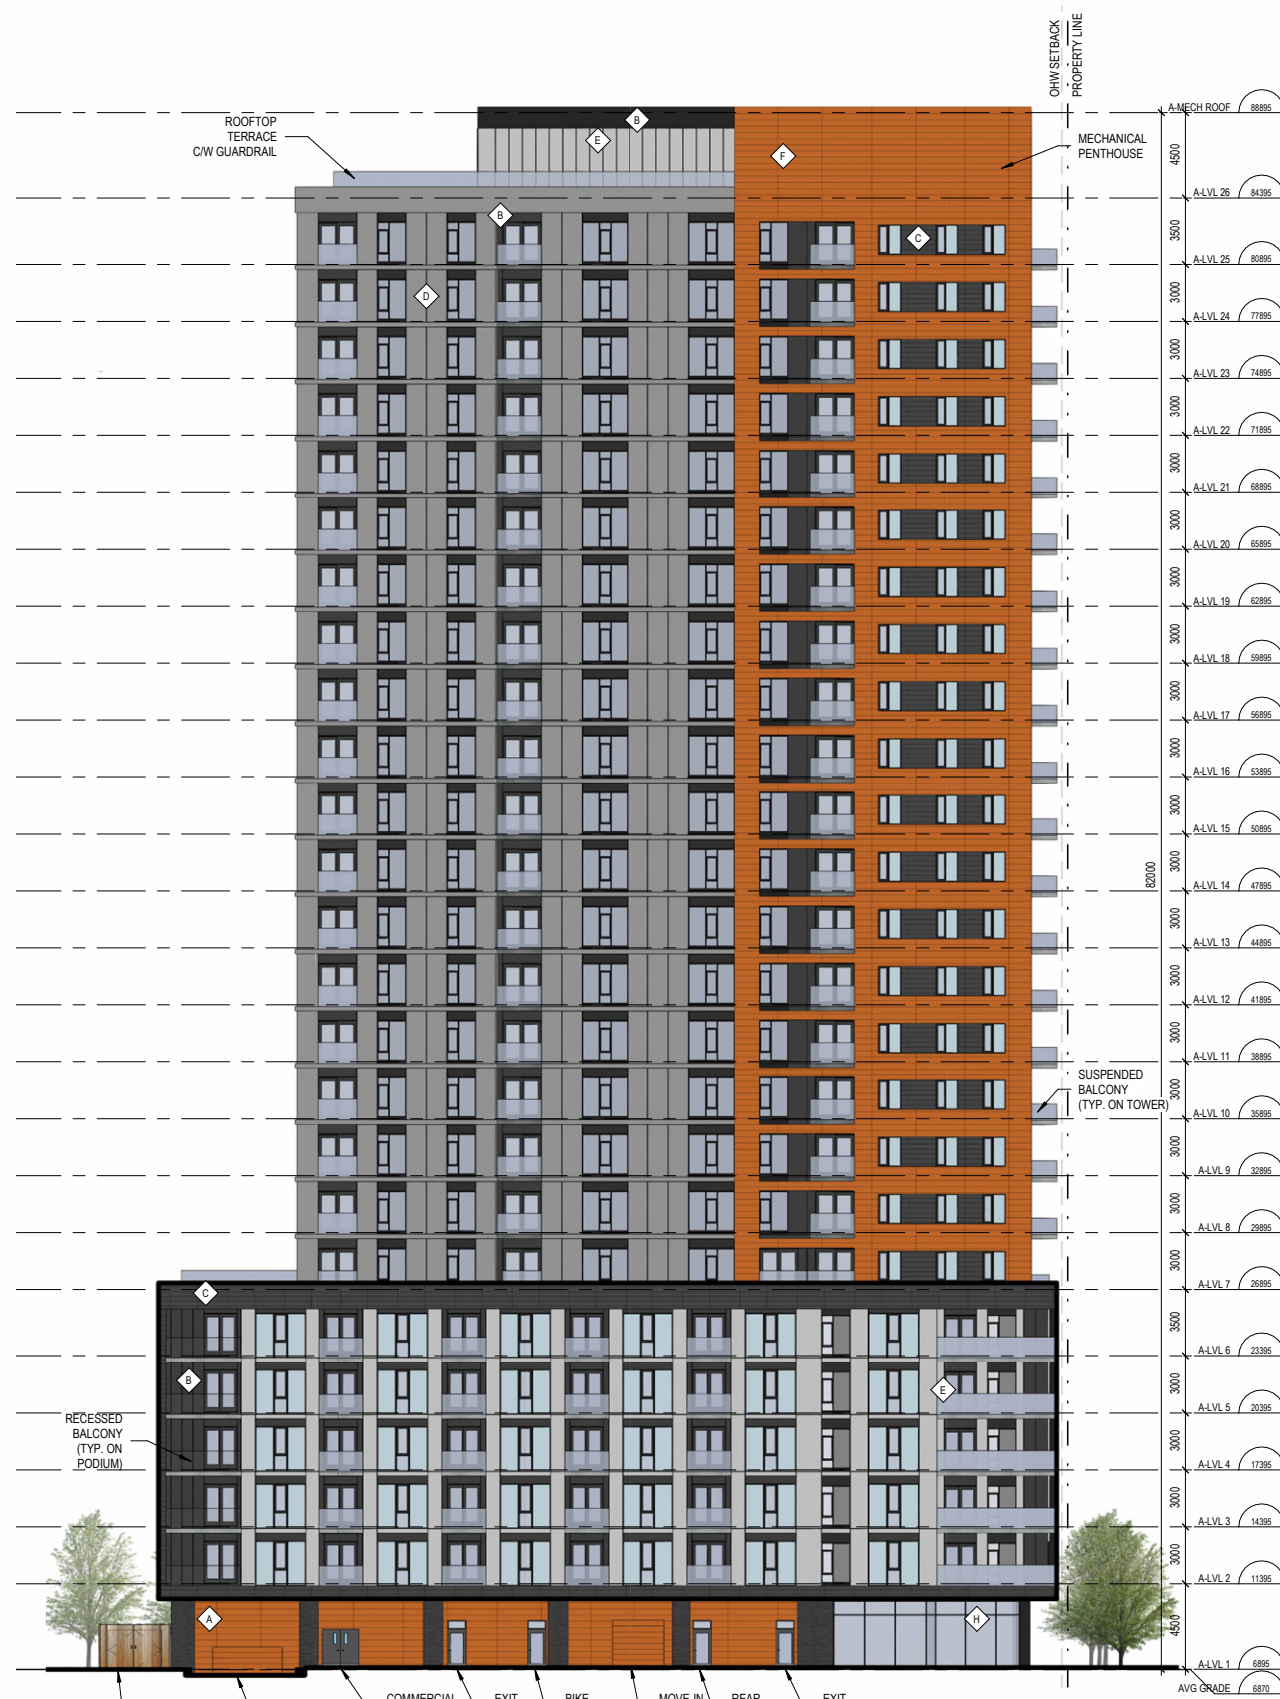 OHW SETBACK
PROPERTY LINE
A-MECH ROOF 88895
ROOFTOP
TERRACE
C/W GUARDRAIL
B
E
F
MECHANICAL
PENTHOUSE
4500
A-LVL 26 84395
B
C
3500
A-LVL 25 80895
D
3000
A-LVL 24 77895
3000
A-LVL 23 74895
3000
A-LVL 22 71895
3000
A-LVL 21 68895
3000
A-LVL 20 65895
3000
A-LVL 19 62895
3000
A-LVL 18 59895
3000
A-LVL 17 56895
3000
A-LVL 16 53895
3000
A-LVL 15 50895
3000
82000
A-LVL 14 47895
3000
A-LVL 13 44895
3000
A-LVL 12 41895
3000
A-LVL 11 38895
SUSPENDED
BALCONY
(TYP. ON TOWER)
3000
A-LVL 10 35895
3000
A-LVL 9 32895
3000
A-LVL 8 29895
3000
A-LVL 7 26895
C
3500
A-LVL 6 23395
B
E
3000
A-LVL 5 20395
RECESSED
BALCONY
(TYP. ON
PODIUM)
3000
A-LVL 4 17395
3000
A-LVL 3 14395
3000
A-LVL 2 11395
A
H
4500
A-LVL 1 6895
AVG GRADE 6870
COMMERCIAL EXIT BIKE MOVE-IN REAR EXIT